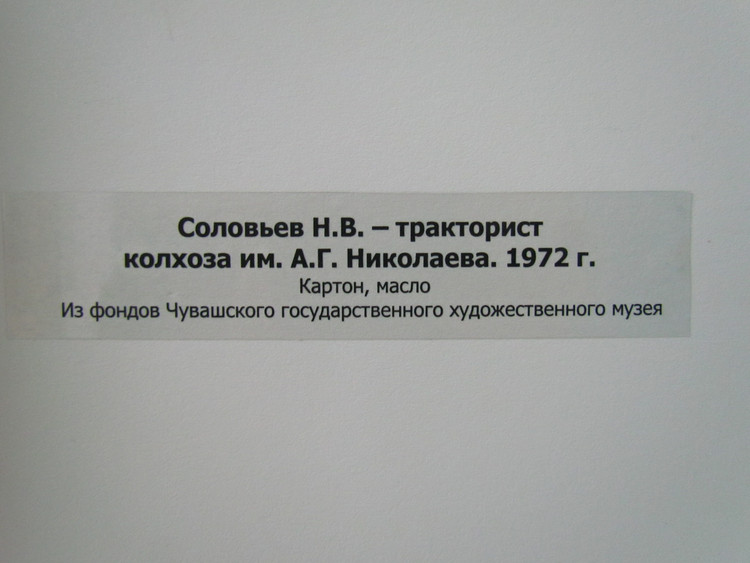 Соловьев Н.В. – тракторист
колхоза им. А.Г. Николаева. 1972 г.
Картон, масло
Из фондов Чувашского государственного художественного музея